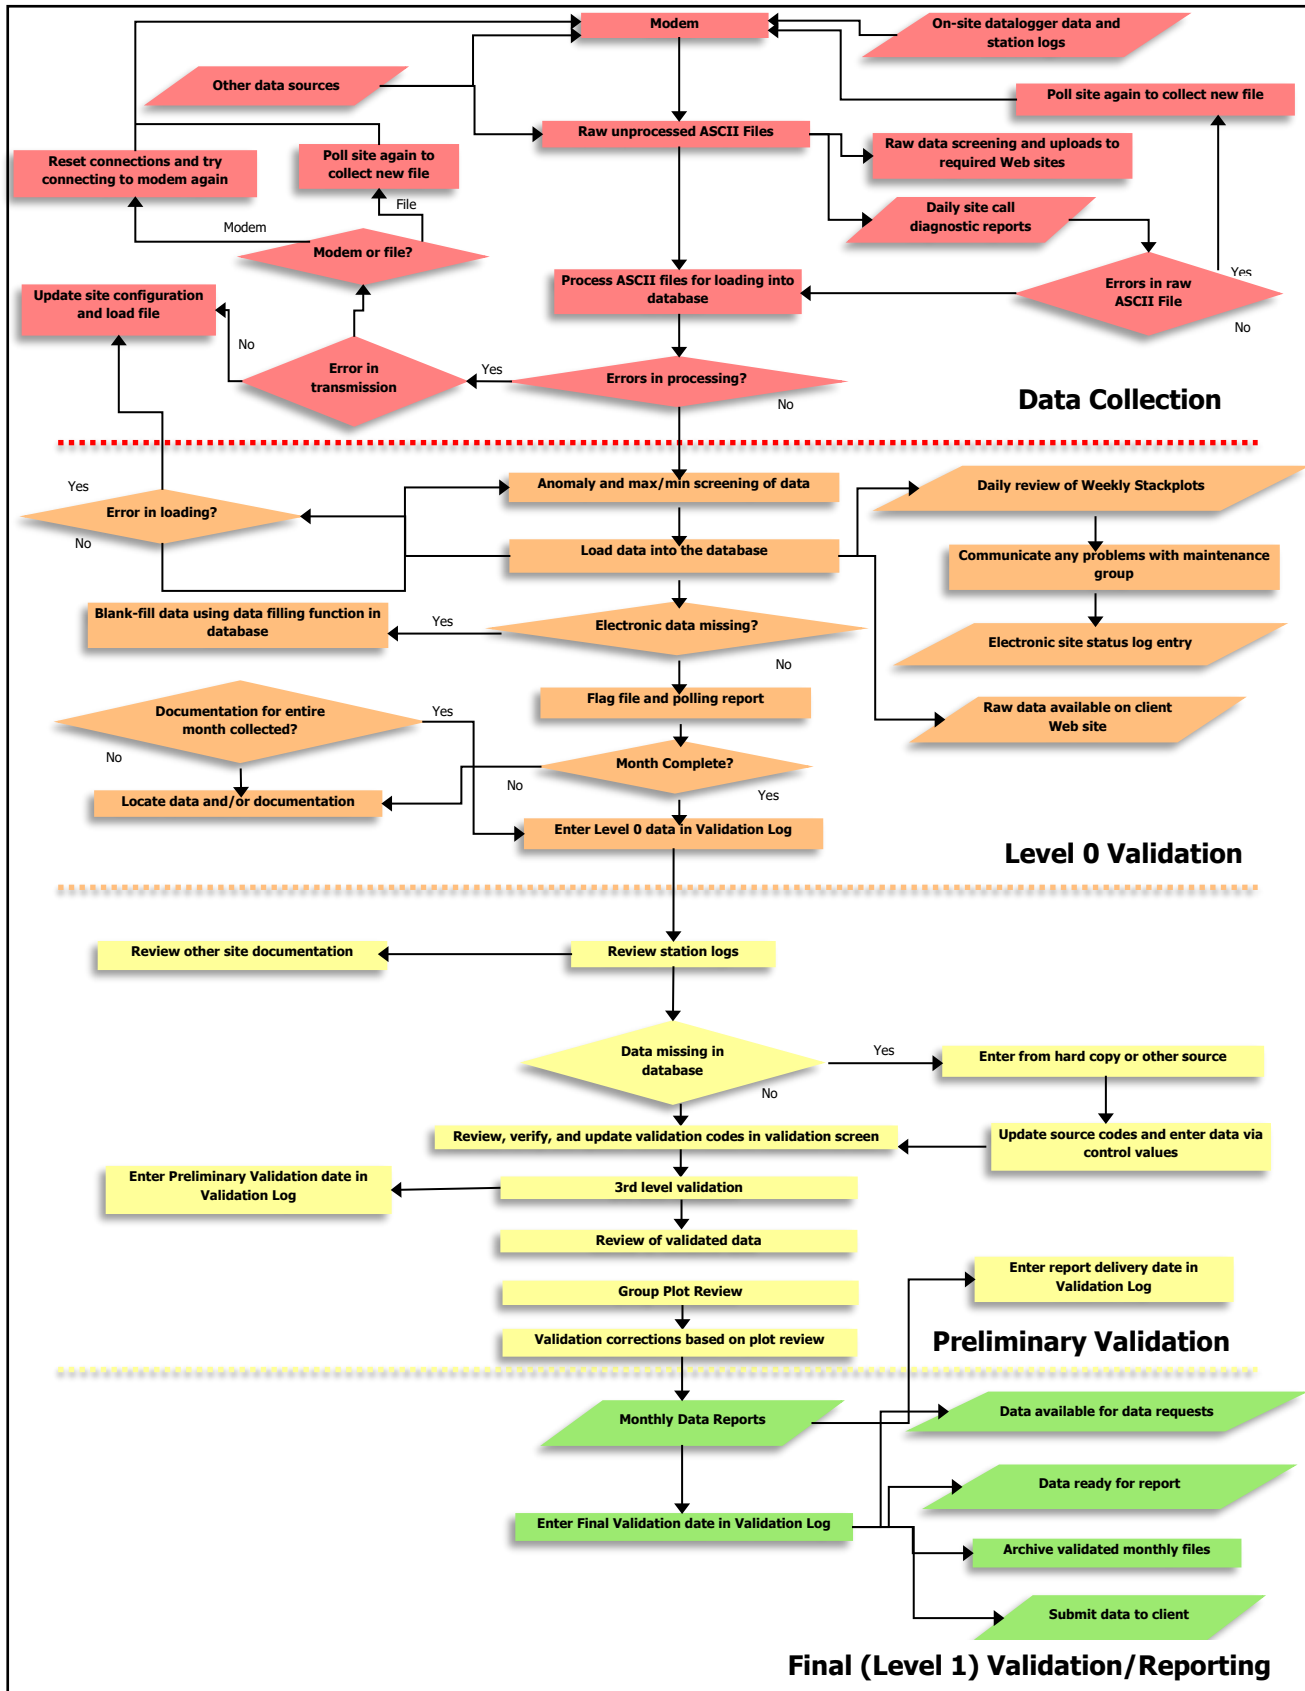 Modem
On-site datalogger data and
station logs
Other data sources
Poll site again to collect new file
Raw unprocessed ASCII Files
Raw data screening and uploads to
required Web sites
Reset connections and try
connecting to modem again
Poll site again to
collect new file
File
Modem
Daily site call
diagnostic reports
Modem or file?
Process ASCII files for loading into
database
Errors in raw
ASCII File
Yes
No
Update site configuration
and load file
No
Error in
transmission
Yes
Errors in processing?
No
Data Collection
Yes
Error in loading?
No
Anomaly and max/min screening of data
Daily review of Weekly Stackplots
Load data into the database
Communicate any problems with maintenance
group
Blank-fill data using data filling function in
database
Yes
Electronic data missing?
No
Electronic site status log entry
Flag file and polling report
Documentation for entire
month collected?
Yes
No
Raw data available on client
Web site
Month Complete?
No
Yes
Locate data and/or documentation
Enter Level 0 data in Validation Log
Level 0 Validation
Review other site documentation
Review station logs
Data missing in
database
Yes
No
Enter from hard copy or other source
Review, verify, and update validation codes in validation screen
Update source codes and enter data via
control values
Enter Preliminary Validation date in
Validation Log
3rd level validation
Review of validated data
Enter report delivery date in
Validation Log
Group Plot Review
Validation corrections based on plot review
Preliminary Validation
Monthly Data Reports
Data available for data requests
Data ready for report
Enter Final Validation date in Validation Log
Archive validated monthly files
Submit data to client
Final (Level 1) Validation/Reporting